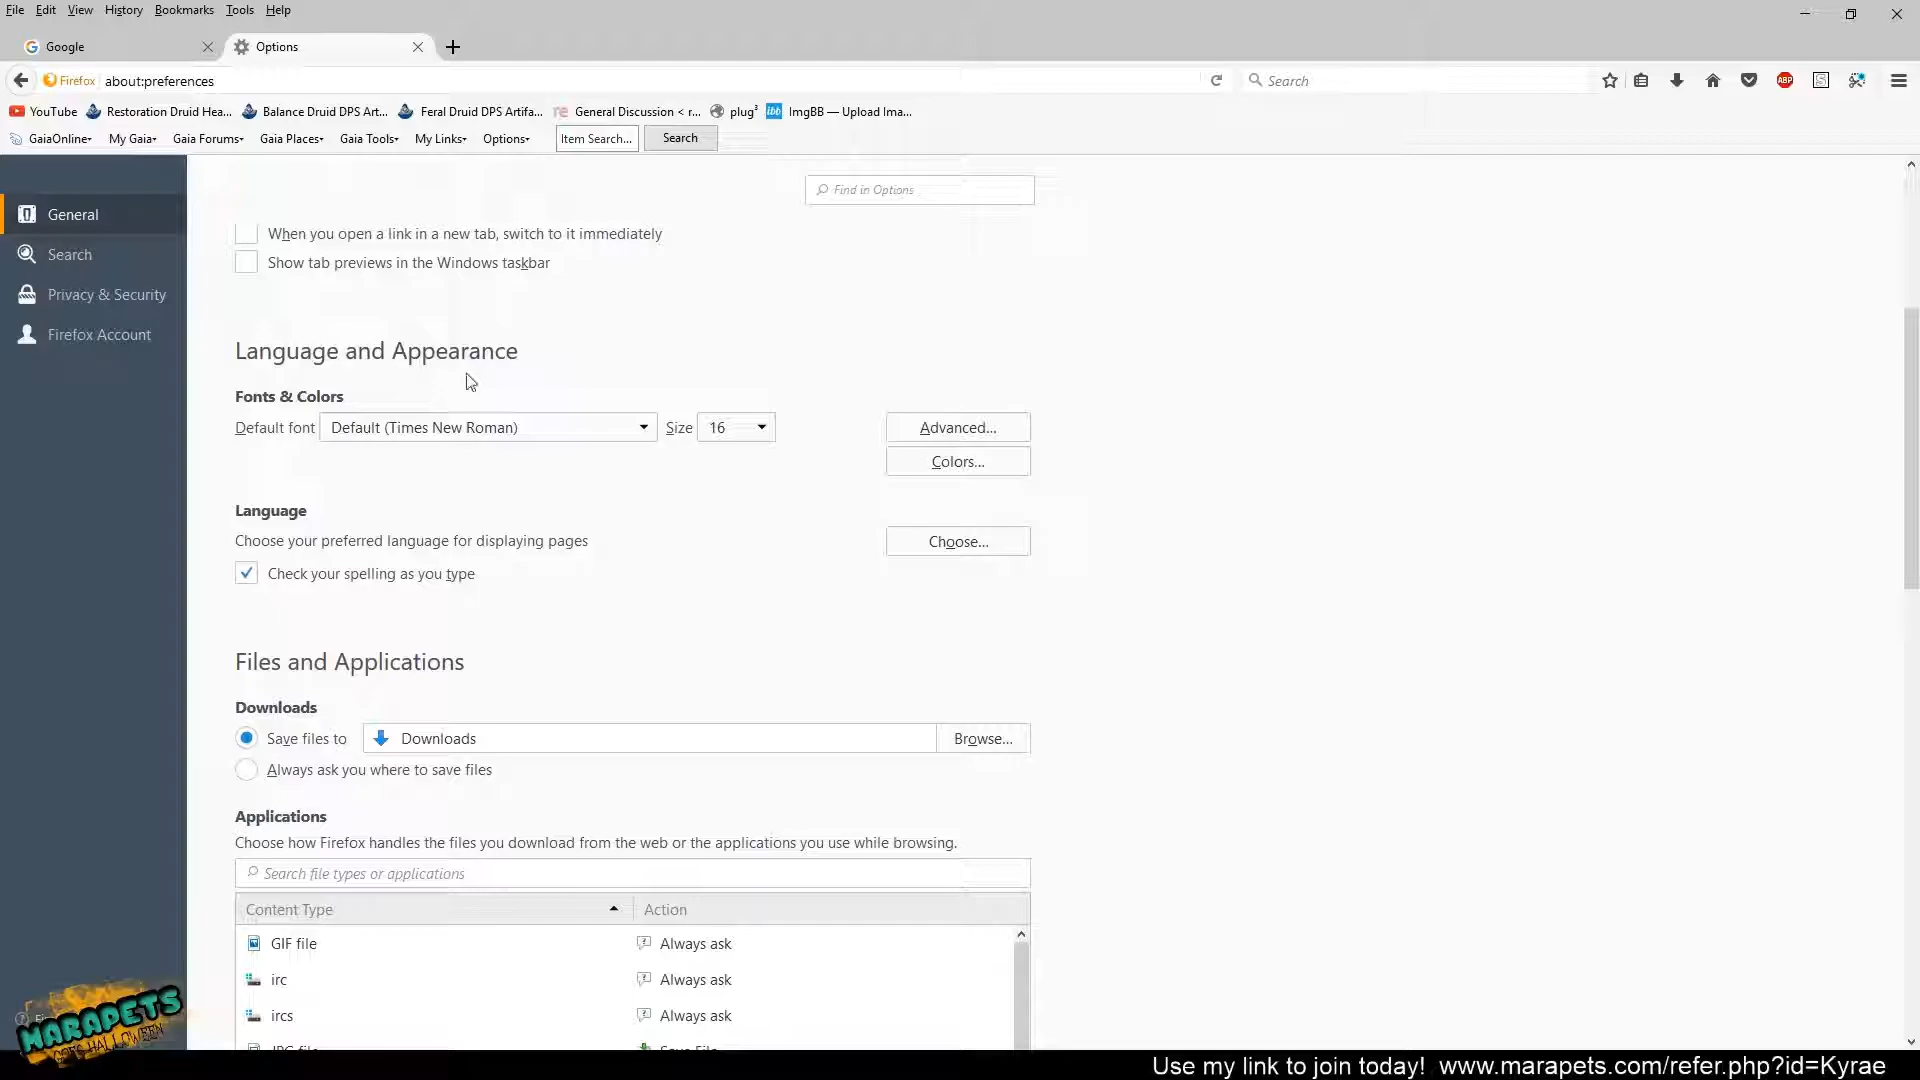 File Edit View History Bookmarks Tools Help
Google Options
Firefox about:preferences Search
YouTube Restoration Druid Hea... Balance Druid DPS Art... Feral Druid DPS Artifa... General Discussion < r... plug³ ibb ImgBB — Upload Ima...
GaiaOnline My Gaia Gaia Forums Gaia Places Gaia Tools My Links Options Item Search... Search
Find in Options
General
Search
Privacy & Security
Firefox Account
When you open a link in a new tab, switch to it immediately
Show tab previews in the Windows taskbar
Language and Appearance
Fonts & Colors
Default font Default (Times New Roman) Size 16 Advanced...
Colors...
Language
Choose your preferred language for displaying pages Choose...
Check your spelling as you type
Files and Applications
Downloads
Save files to Downloads Browse...
Always ask you where to save files
Applications
Choose how Firefox handles the files you download from the web or the applications you use while browsing.
Search file types or applications
Content Type Action
GIF file Always ask
irc Always ask
ircs Always ask
JPG file Save File
MARAPETS
GOES HALLOWEEN
Use my link to join today! www.marapets.com/refer.php?id=Kyrae